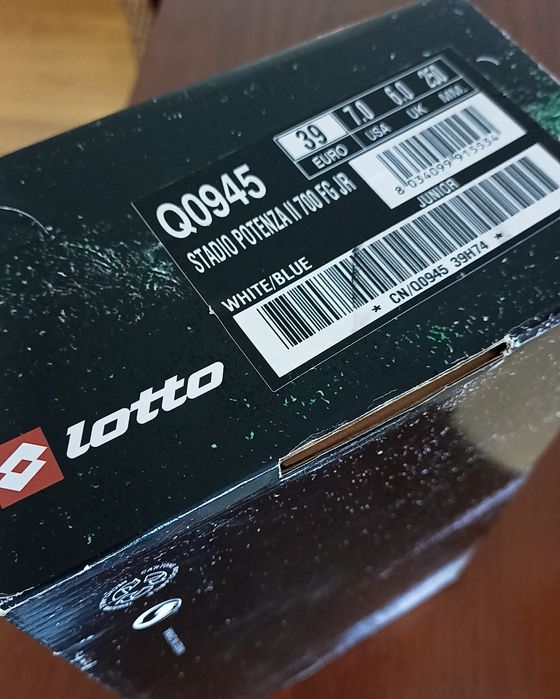 39 7.0 6.0 250
EURO USA UK MM.
Q0945
STADIO POTENZA II 700 FG JR
8 034099 915534
JUNIOR
WHITE/BLUE
* CN/Q0945 39H74 *
lotto